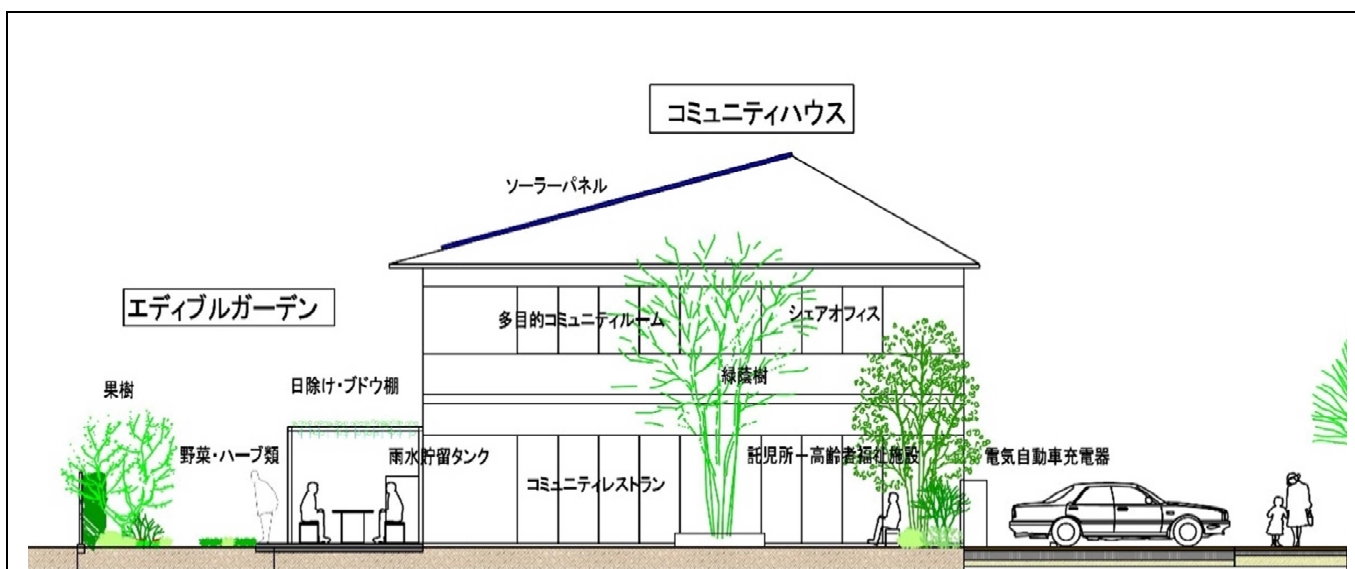 コミュニティハウス
ソーラーパネル
エディブルガーデン
多目的コミュニティルーム
シェアオフィス
果樹
日除け・ブドウ棚
緑蔭樹
野菜・ハーブ類
雨水貯留タンク
コミュニティレストラン
託児所ー高齢者福祉施設
電気自動車充電器